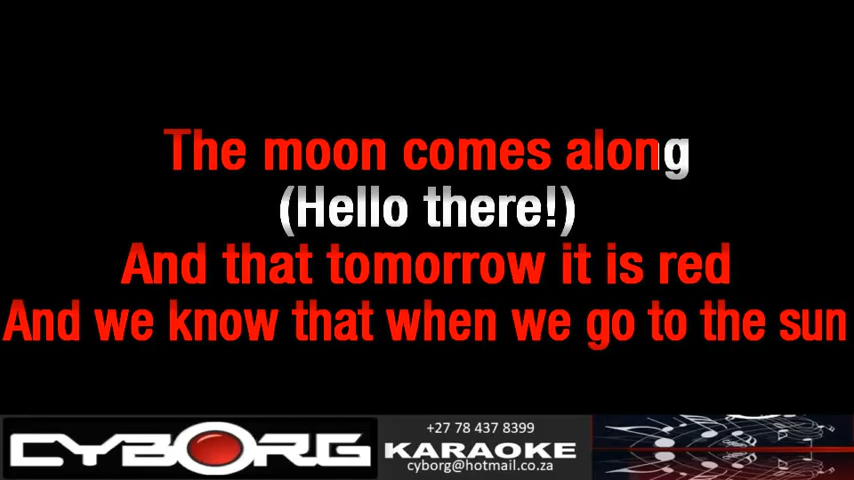 The moon comes along
(Hello there!)
And that tomorrow it is red
And we know that when we go to the sun
CYBORG
+27 78 437 8399
KARAOKE
cyborg@hotmail.co.za